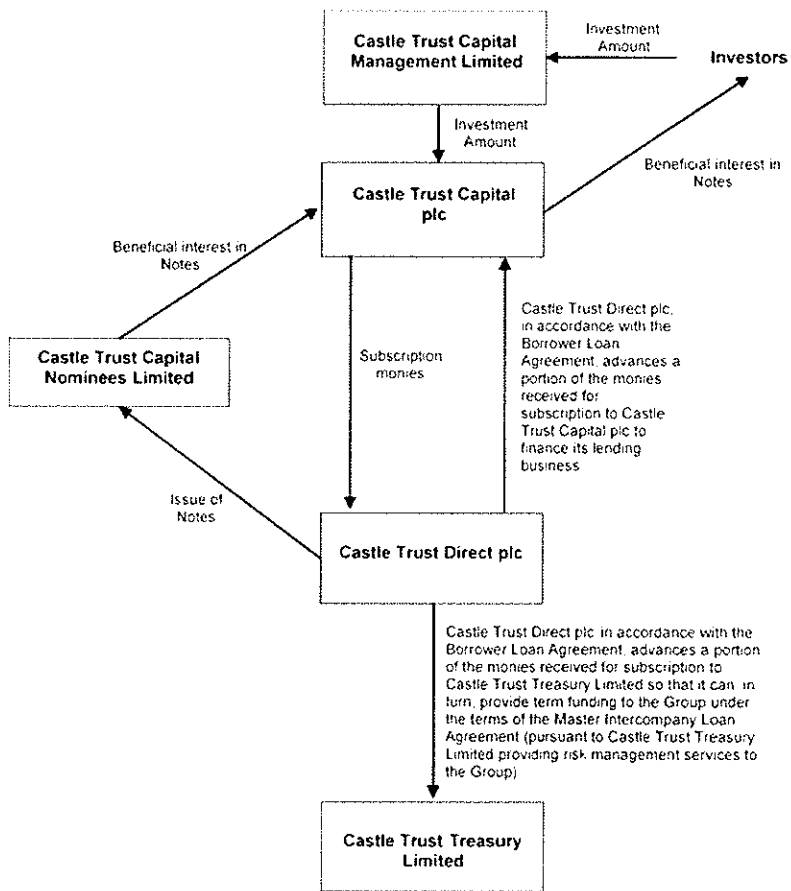 Castle Trust Capital
Management Limited
Investment
Amount
Investors
Investment
Amount
Castle Trust Capital
plc
Beneficial interest in
Notes
Beneficial interest in
Notes
Castle Trust Capital
Nominees Limited
Subscription
monies
Castle Trust Direct plc,
in accordance with the
Borrower Loan
Agreement, advances a
portion of the monies
received for
subscription to Castle
Trust Capital plc to
finance its lending
business
Issue of
Notes
Castle Trust Direct plc
Castle Trust Direct plc in accordance with the
Borrower Loan Agreement, advances a portion
of the monies received for subscription to
Castle Trust Treasury Limited so that it can in
turn, provide term funding to the Group under
the terms of the Master Intercompany Loan
Agreement (pursuant to Castle Trust Treasury
Limited providing risk management services to
the Group)
Castle Trust Treasury
Limited